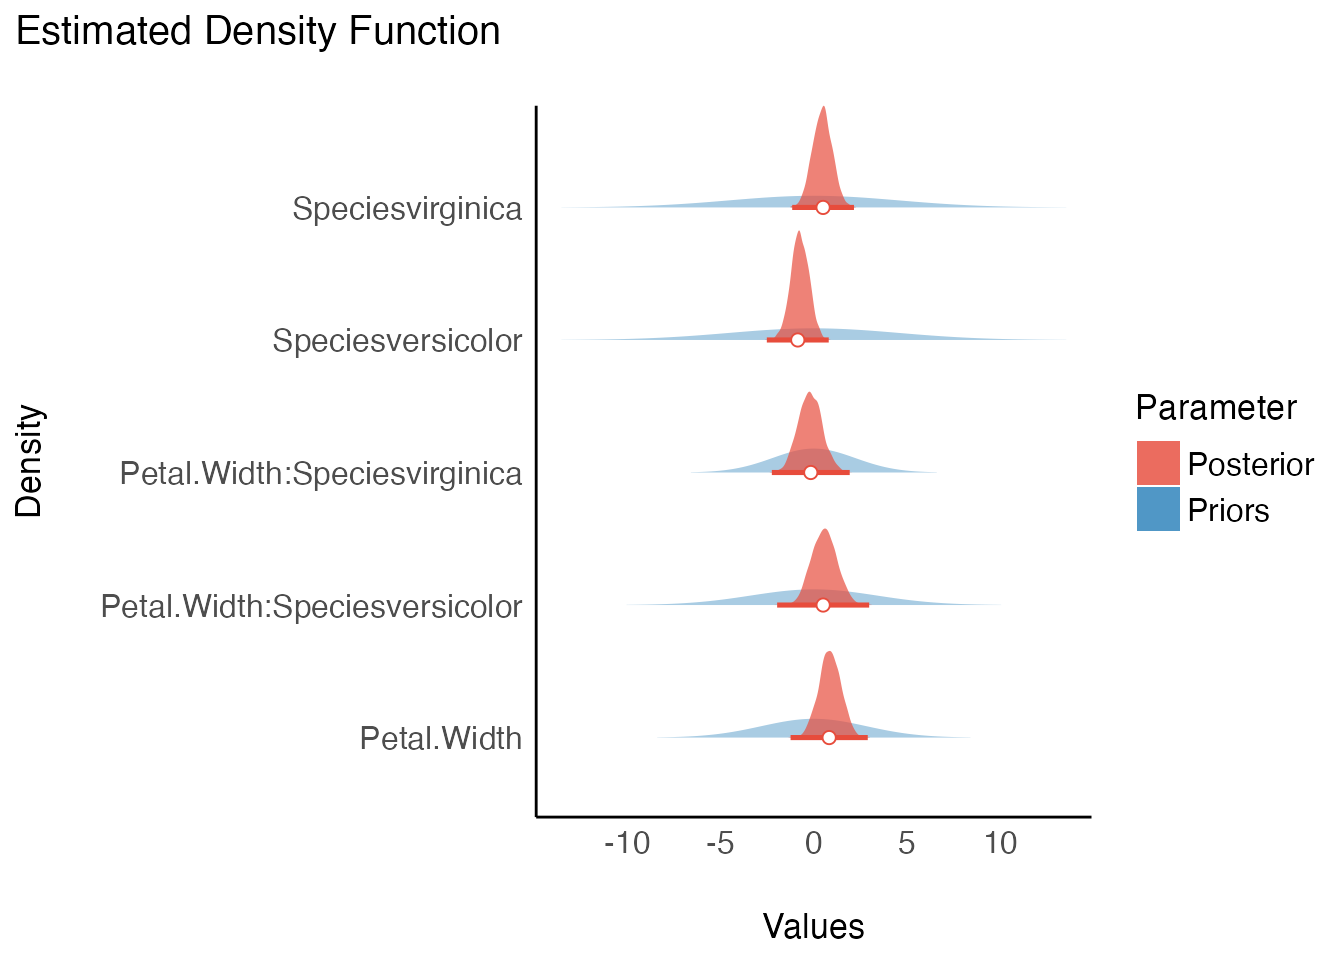 Estimated Density Function
Speciesvirginica
Speciesversicolor
Petal.Width:Speciesvirginica
Petal.Width:Speciesversicolor
Petal.Width
Density
-10 -5 0 5 10
Values
Parameter
Posterior
Priors